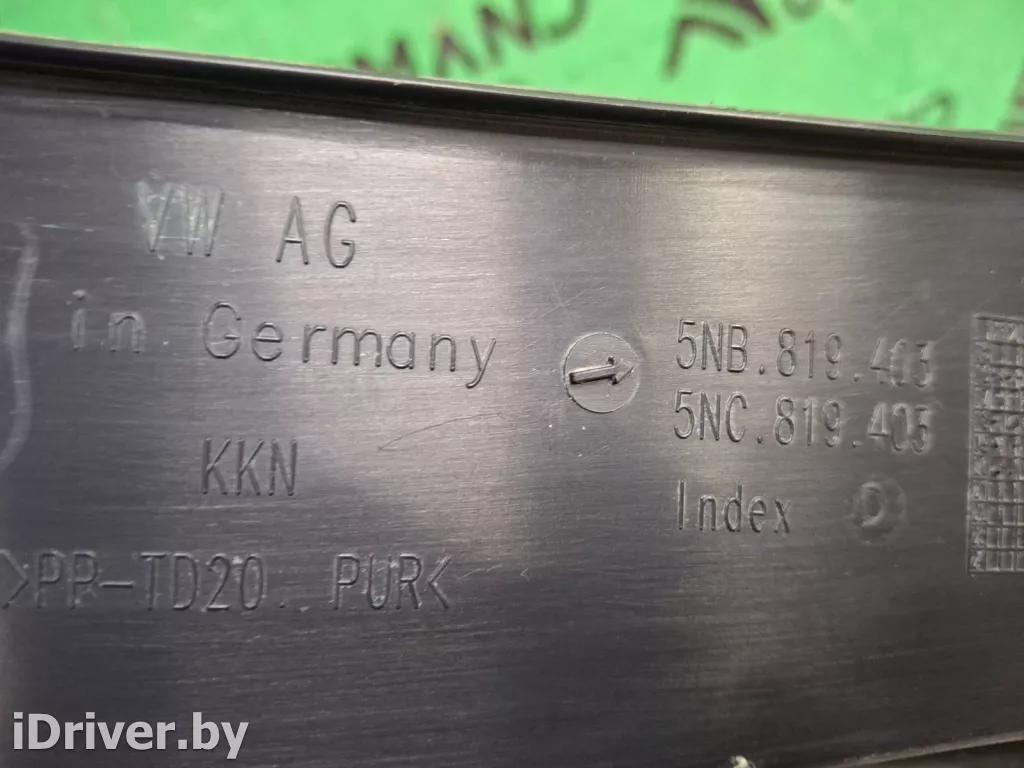 VW AG
in Germany
KKN
>PP-TD20. PUR<
5NB.819.403
5NC.819.403
Index D
iDriver.by